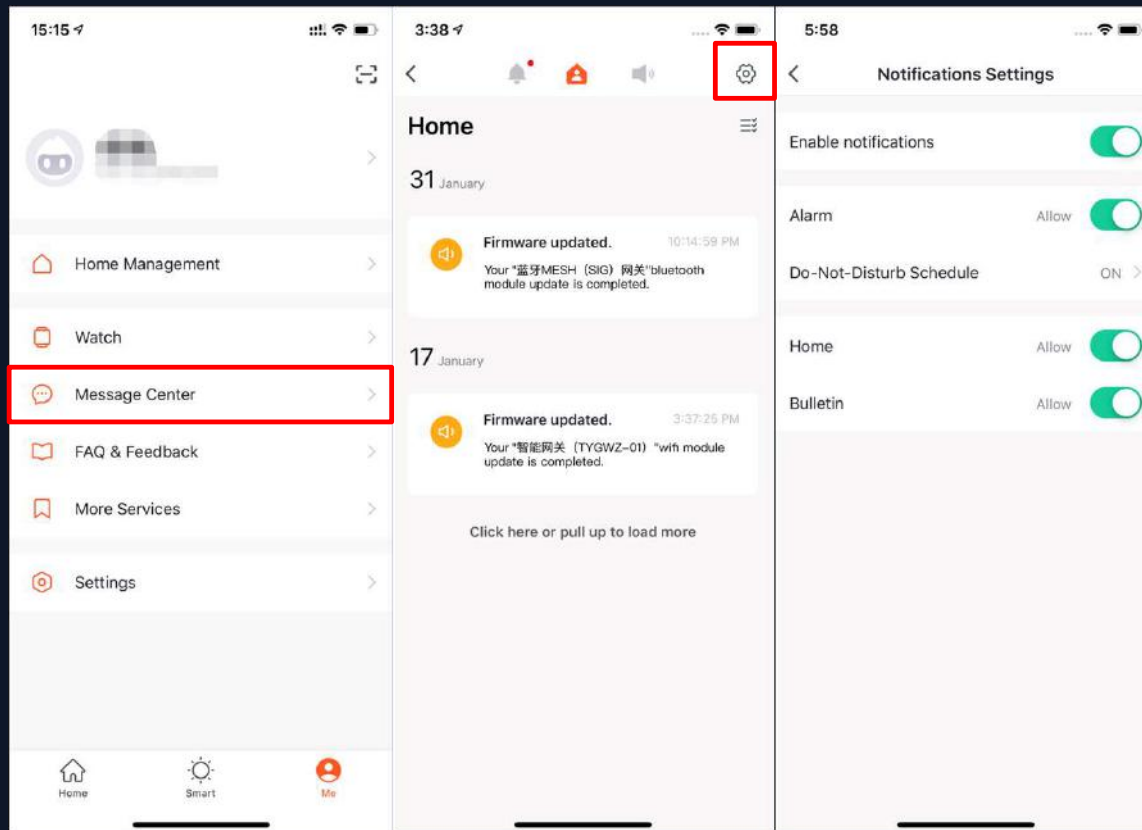 15:15
Home Management
Watch
Message Center
FAQ & Feedback
More Services
Settings
Home
Smart
Me
3:38
Home
31 January
Firmware updated.
10:14:59 PM
Your "蓝牙MESH（SIG）网关"bluetooth
module update is completed.
17 January
Firmware updated.
3:37:25 PM
Your "智能网关（TYGWZ-01）"wifi module
update is completed.
Click here or pull up to load more
5:58
Notifications Settings
Enable notifications
Alarm
Allow
Do-Not-Disturb Schedule
ON
Home
Allow
Bulletin
Allow